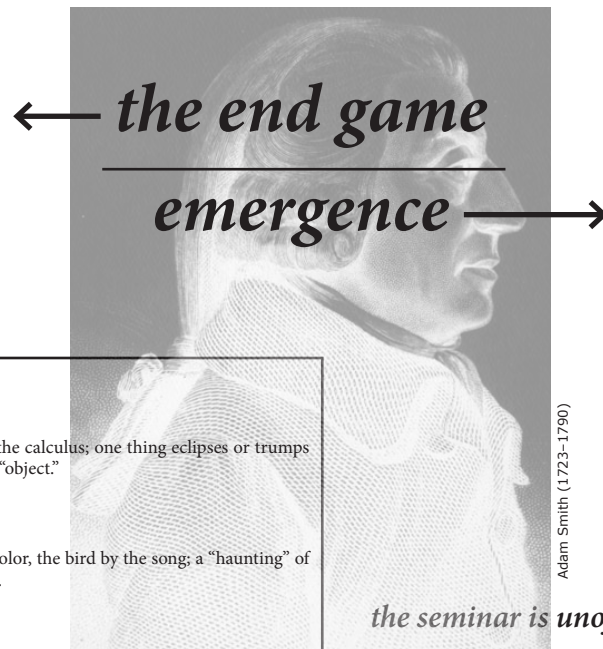 the end game
emergence
the calculus; one thing eclipses or trumps
“object.”
the bird by the song; a “haunting” of
Adam Smith (1723–1790)
the seminar is